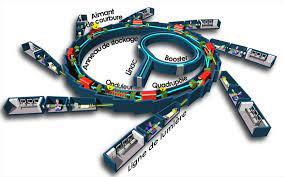 Aimant
de courbure
Anneau de stockage
Linac
Booster
Onduleur
Quadrupôle
Ligne de lumière